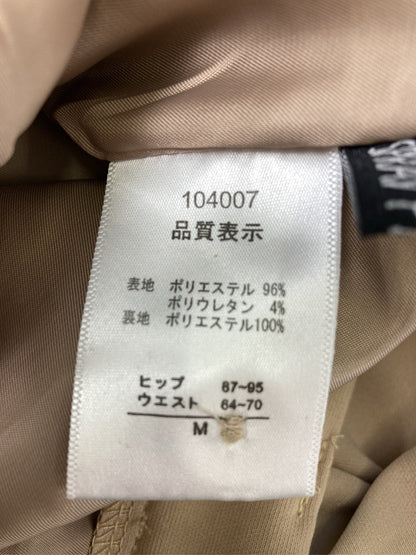 104007
品質表示
表地 ポリエステル 96%
ポリウレタン 4%
裏地 ポリエステル100%
ヒップ 87~95
ウエスト 64~70
M